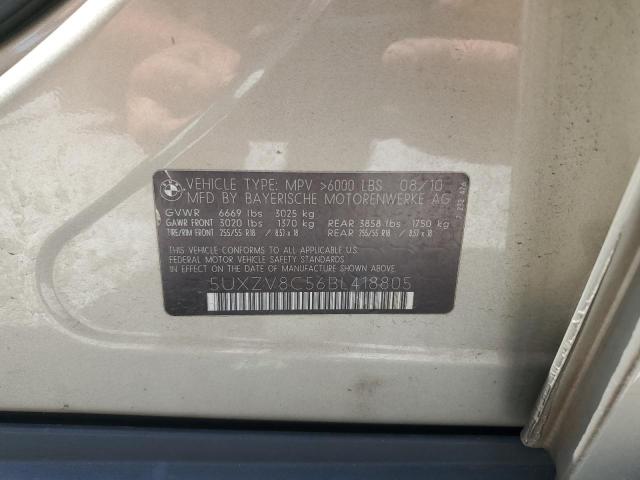 BMW
VEHICLE TYPE: MPV >6000 LBS 08/10
MFD BY BAYERISCHE MOTORENWERKE AG
GVWR 6669 lbs 3025 kg
GAWR FRONT 3020 lbs 1370 kg REAR 3858 lbs 1750 kg
TIRE/RIM FRONT 255/55 R18 / 8.5J x 18 REAR 255/55 R18 / 8.5J x 18
THIS VEHICLE CONFORMS TO ALL APPLICABLE U.S.
FEDERAL MOTOR VEHICLE SAFETY STANDARDS IN
EFFECT ON THE DATE OF MANUFACTURE SHOWN ABOVE.
5UXZV8C56BL418805